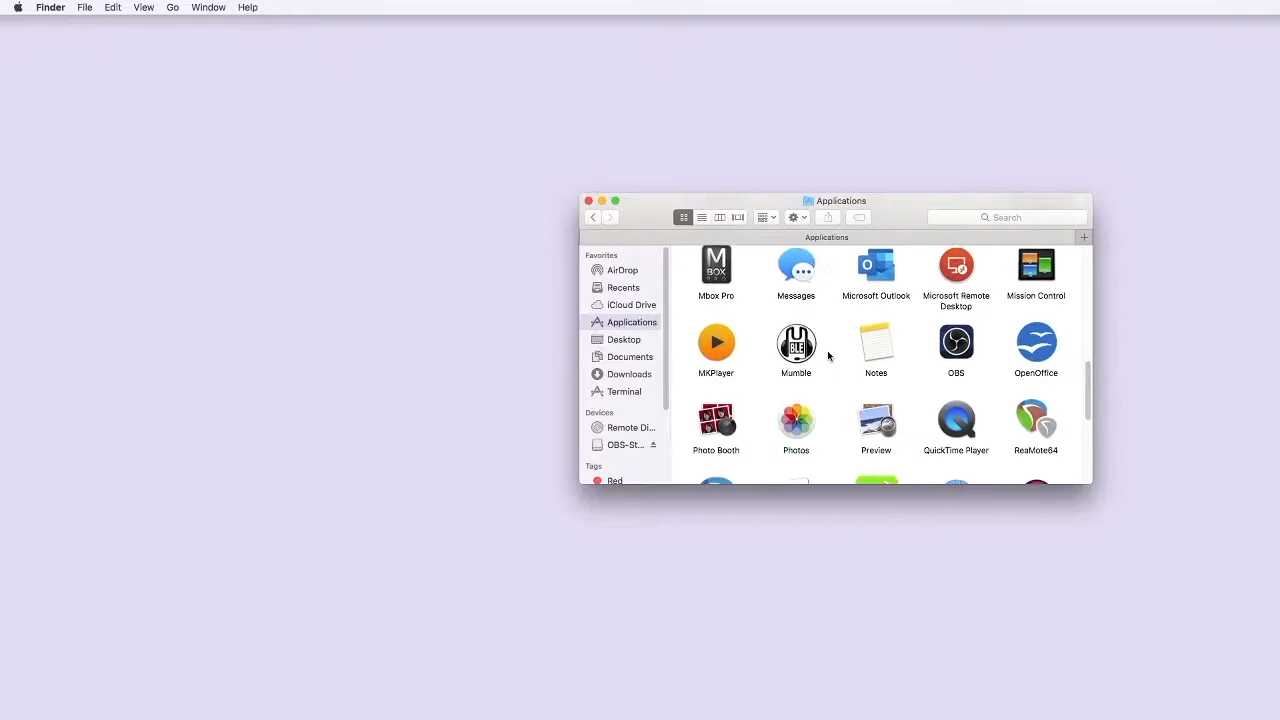 Finder File Edit View Go Window Help
Applications
Search
Applications
Favorites
AirDrop
Recents
iCloud Drive
Applications
Desktop
Documents
Downloads
Terminal
Devices
Remote Di...
OBS-St...
Tags
Red
M
BOX
PRO
Mbox Pro
Messages
Microsoft Outlook
Microsoft Remote
Desktop
Mission Control
MKPlayer
Mumble
Notes
OBS
OpenOffice
Photo Booth
Photos
Preview
QuickTime Player
ReaMote64